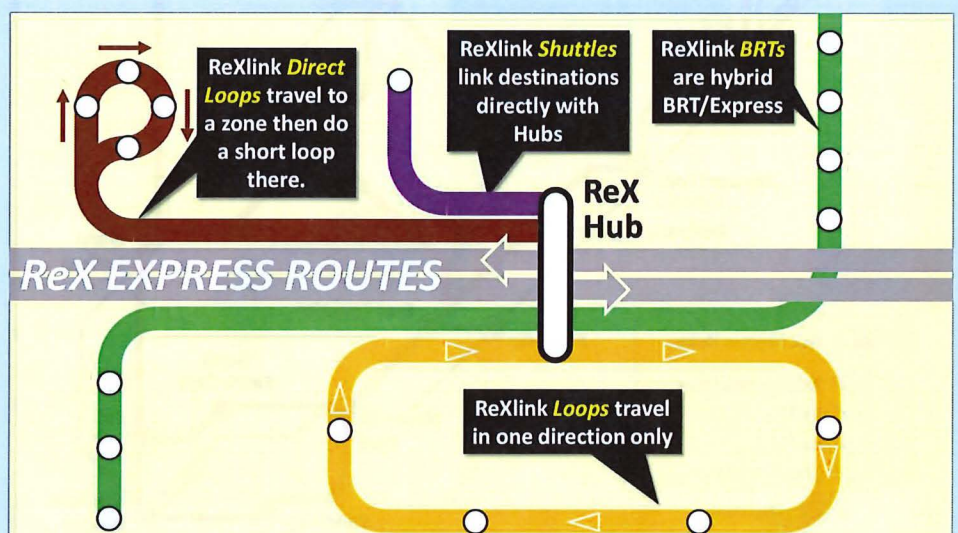 ReXlink Direct
Loops travel to
a zone then do
a short loop
there.
ReXlink Shuttles
link destinations
directly with
Hubs
ReXlink BRTs
are hybrid
BRT/Express
ReX
Hub
ReX EXPRESS ROUTES
ReXlink Loops travel
in one direction only